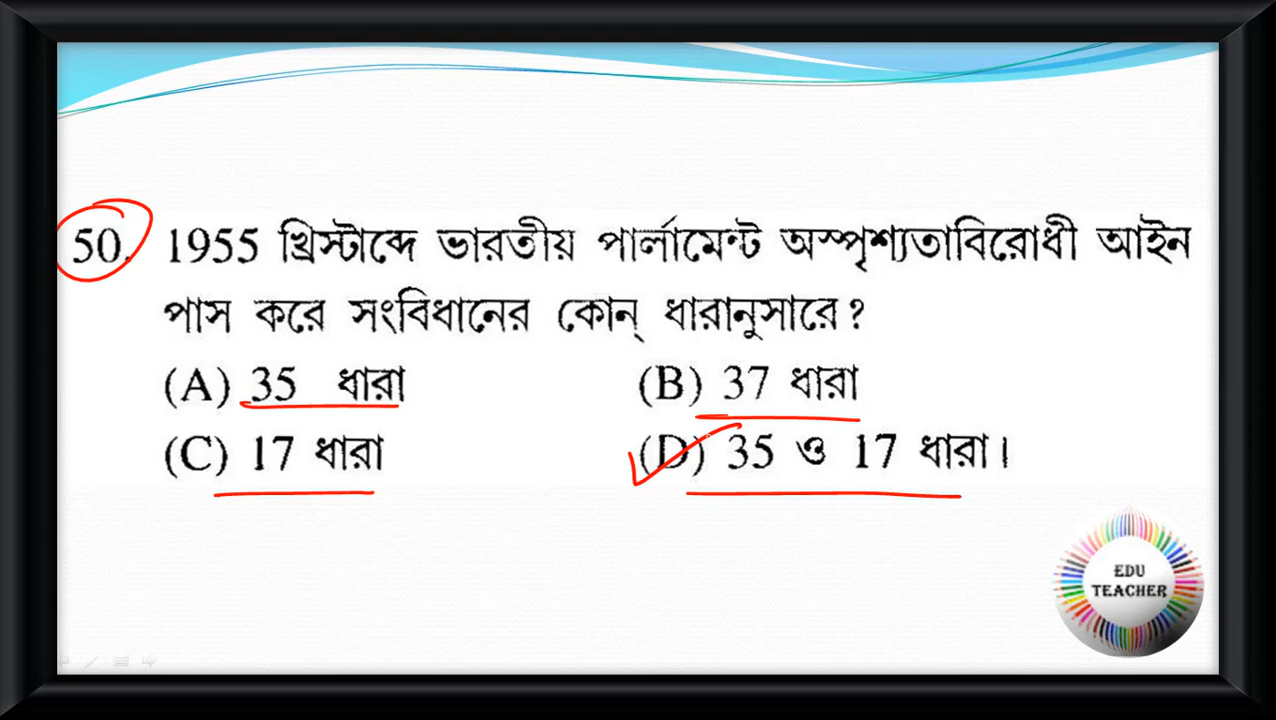 50. 1955 খ্রিস্টাব্দে ভারতীয় পার্লামেন্ট অস্পৃশ্যতাবিরোধী আইন
পাস করে সংবিধানের কোন্ ধারানুসারে?
(A) 35 ধারা (B) 37 ধারা
(C) 17 ধারা (D) 35 ও 17 ধারা।
EDU
TEACHER